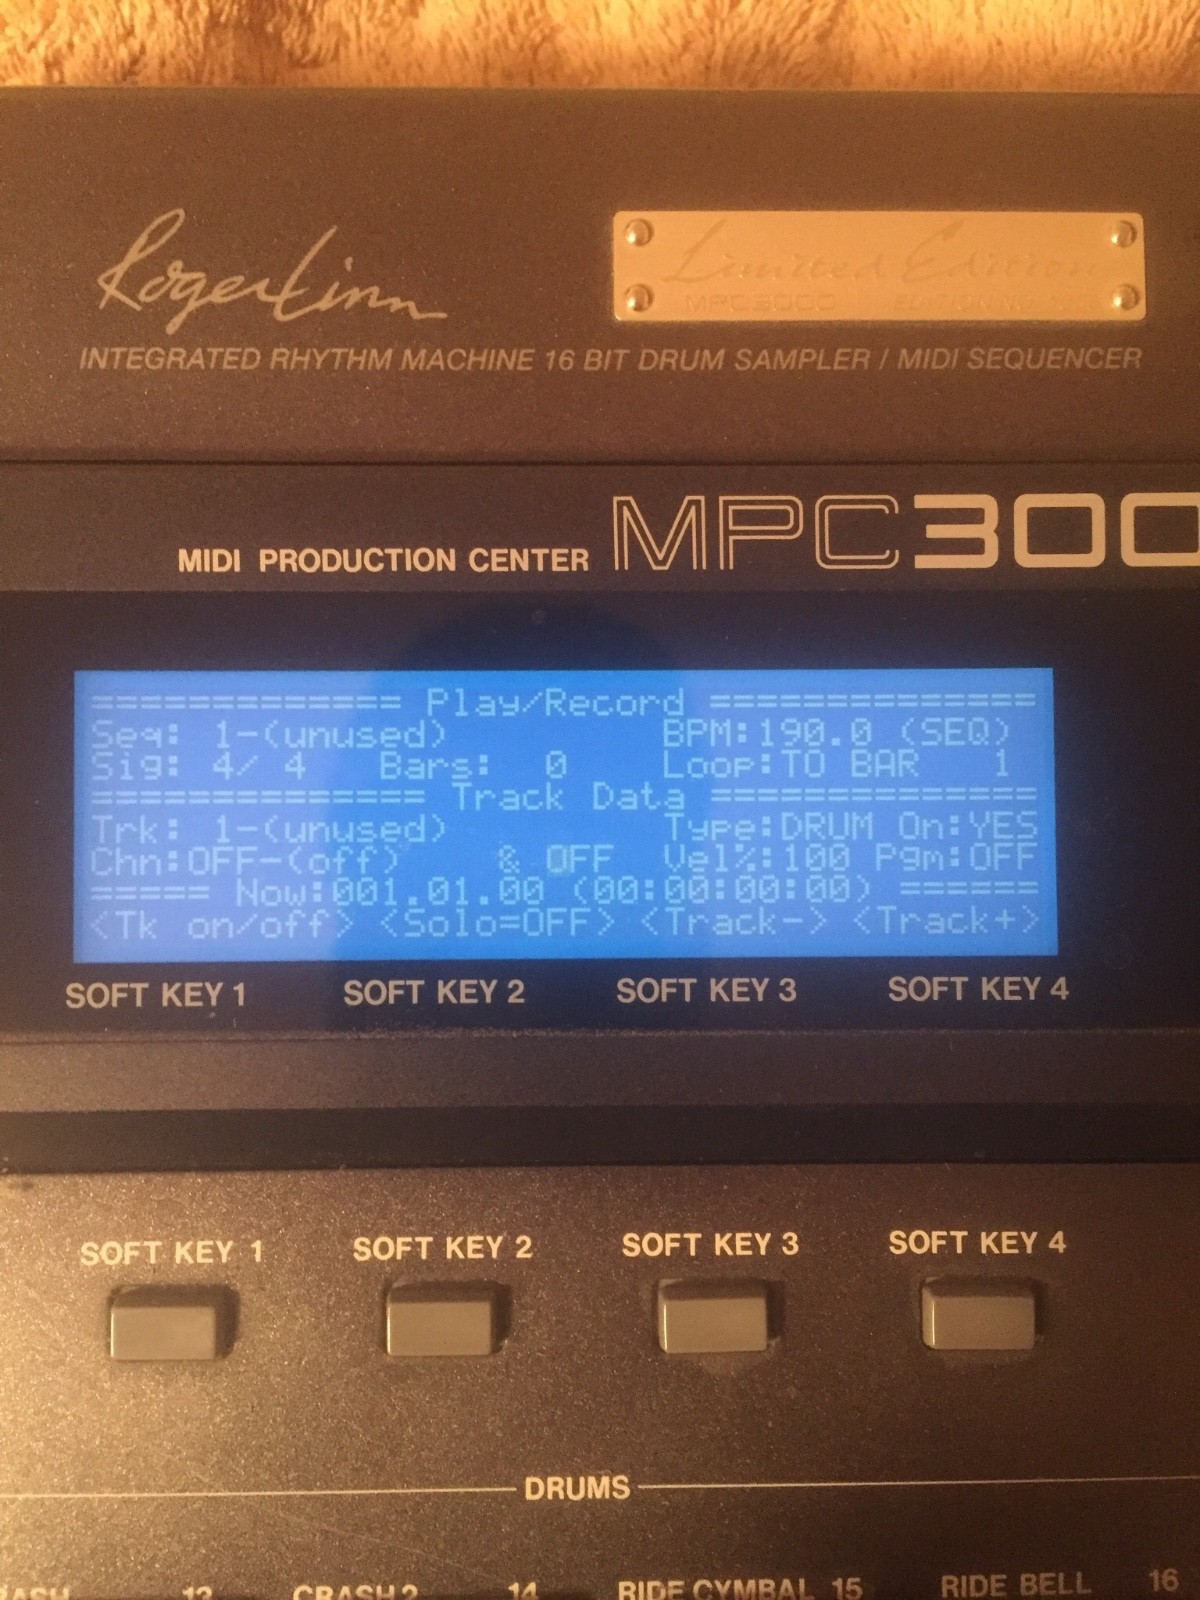 Roger Linn
Limited Edition
MPC3000 EDITION NO.
INTEGRATED RHYTHM MACHINE 16 BIT DRUM SAMPLER / MIDI SEQUENCER
MIDI PRODUCTION CENTER MPC300
============= Play/Record ==============
Seq: 1-(unused) BPM:190.0 (SEQ)
Sig: 4/ 4 Bars: 0 Loop:TO BAR 1
============== Track Data ==============
Trk: 1-(unused) Type:DRUM On:YES
Chn:OFF-(off) & OFF Vel%:100 Pgm:OFF
===== Now:001.01.00 (00:00:00:00) ======
<Tk on/off> <Solo=OFF> <Track-> <Track+>
SOFT KEY 1 SOFT KEY 2 SOFT KEY 3 SOFT KEY 4
SOFT KEY 1 SOFT KEY 2 SOFT KEY 3 SOFT KEY 4
DRUMS
13 CRASH 2 14 RIDE CYMBAL 15 RIDE BELL 16